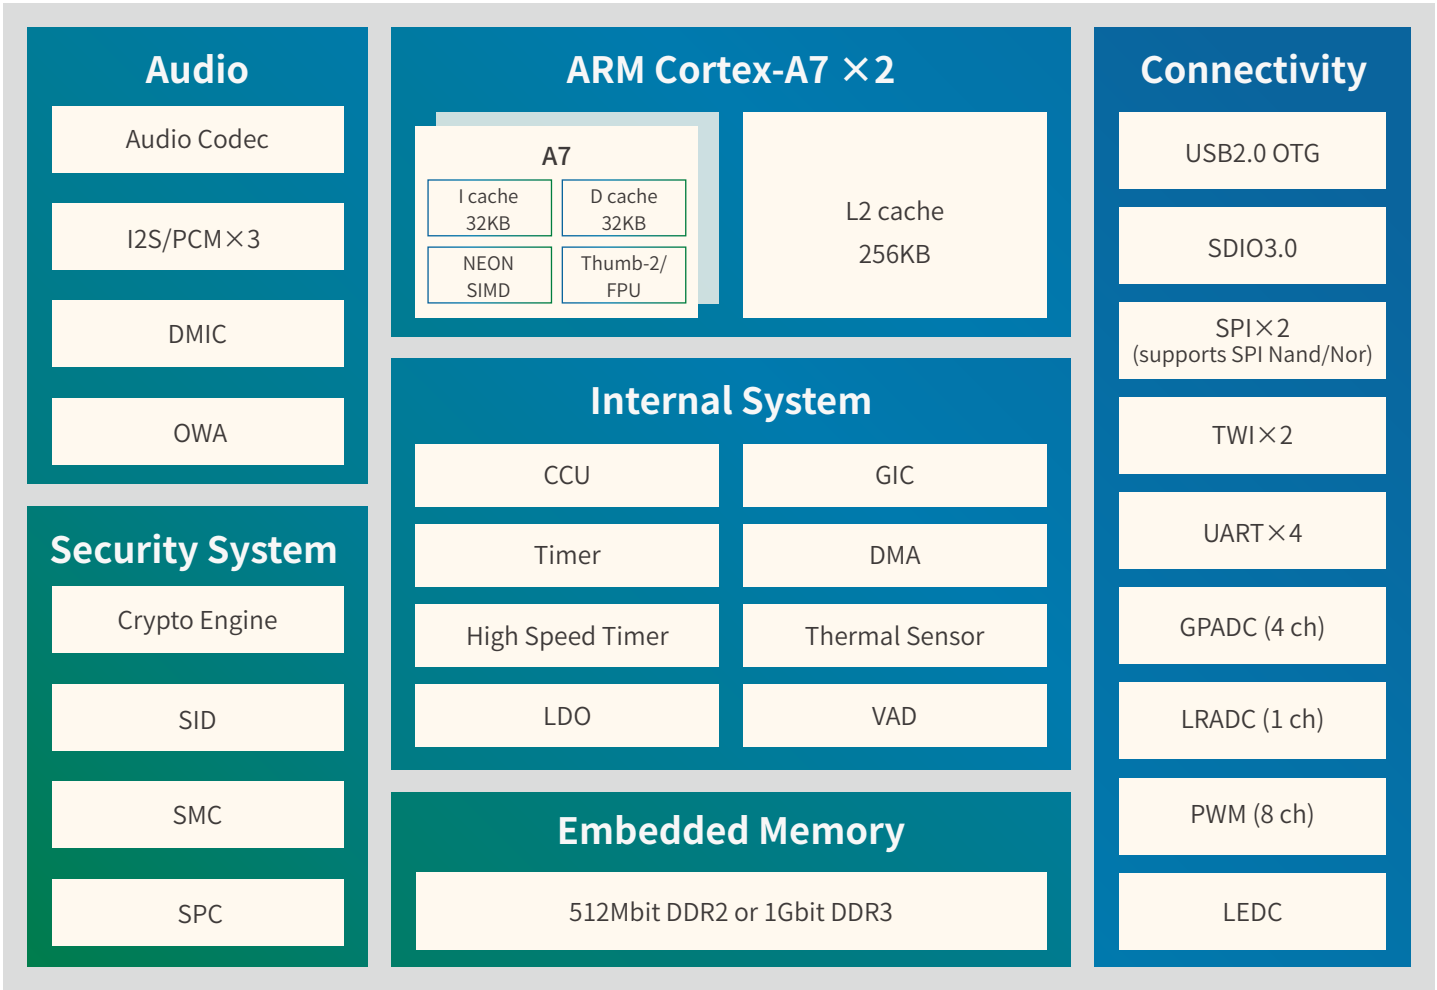 Audio
Audio Codec
I2S/PCM×3
DMIC
OWA
Security System
Crypto Engine
SID
SMC
SPC
ARM Cortex-A7 ×2
A7
I cache
32KB
D cache
32KB
NEON
SIMD
Thumb-2/
FPU
L2 cache
256KB
Internal System
CCU
GIC
Timer
DMA
High Speed Timer
Thermal Sensor
LDO
VAD
Embedded Memory
512Mbit DDR2 or 1Gbit DDR3
Connectivity
USB2.0 OTG
SDIO3.0
SPI×2
(supports SPI Nand/Nor)
TWI×2
UART×4
GPADC (4 ch)
LRADC (1 ch)
PWM (8 ch)
LEDC